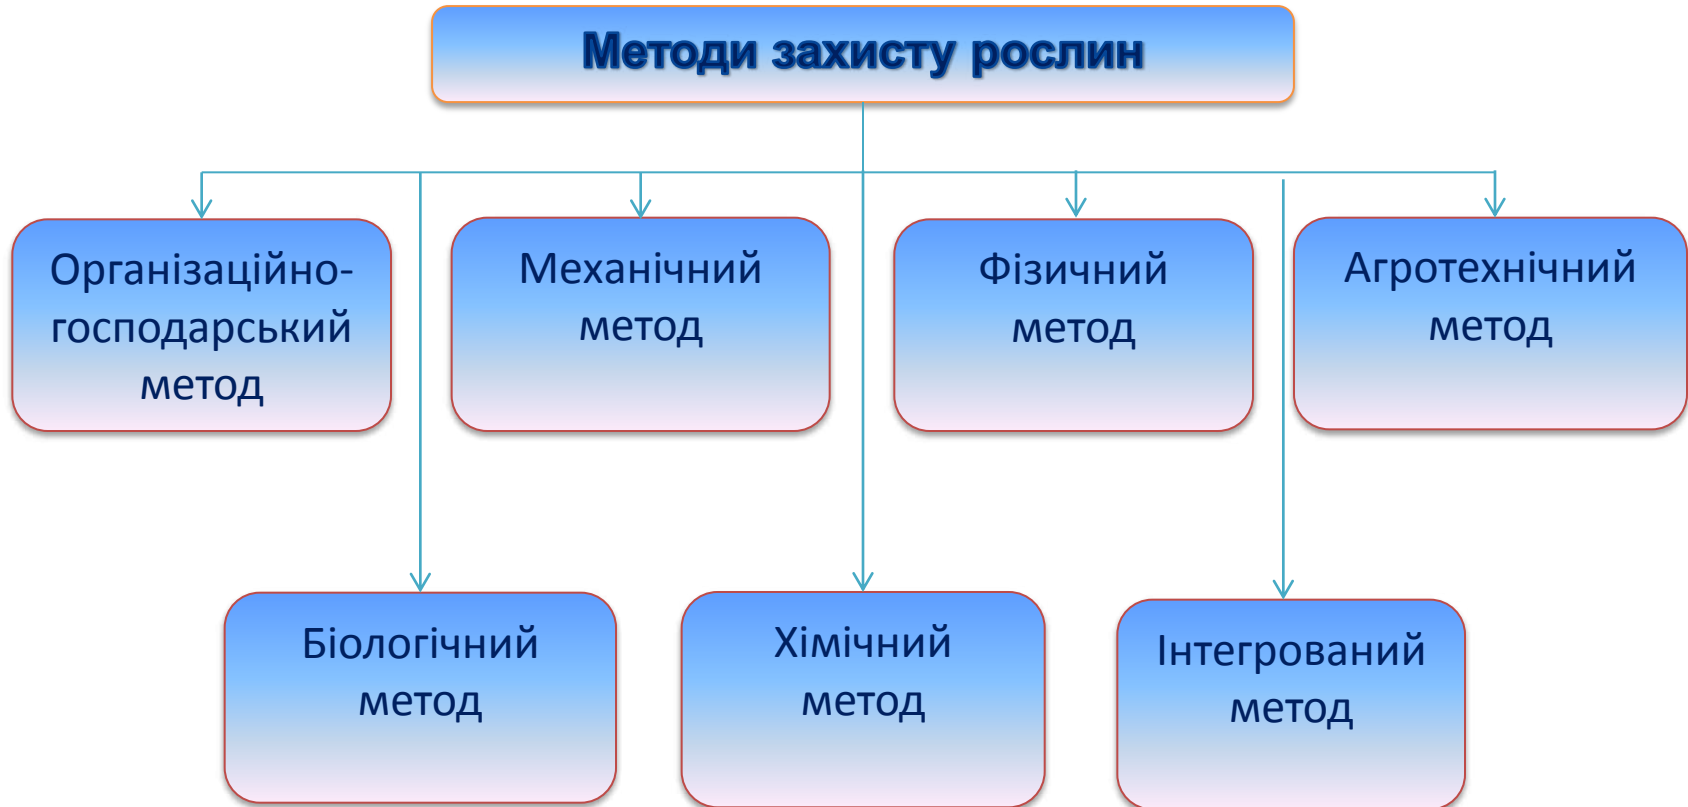 Методи захисту рослин
Організаційно-
господарський
метод
Механічний
метод
Фізичний
метод
Агротехнічний
метод
Біологічний
метод
Хімічний
метод
Інтегрований
метод